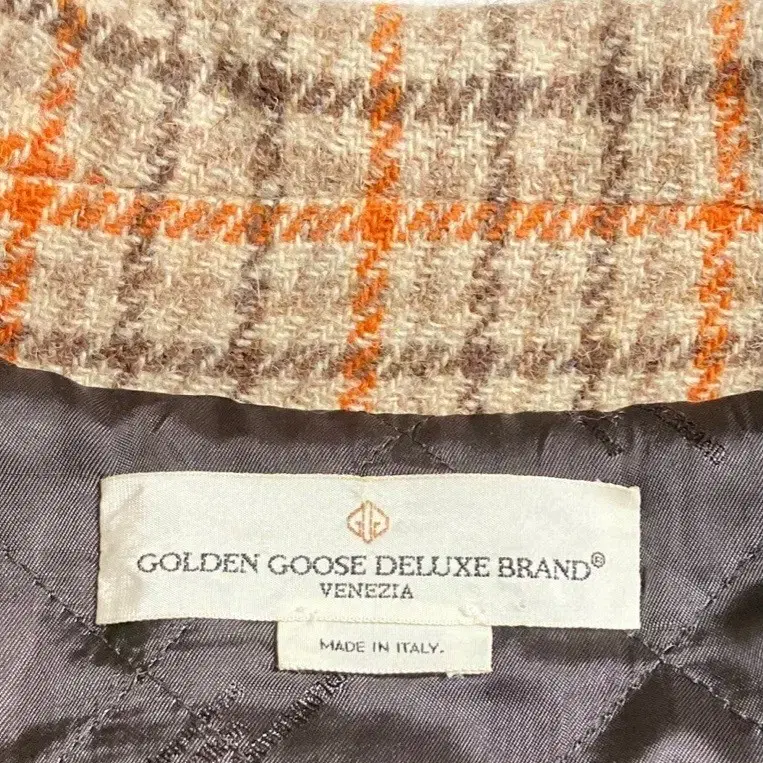 GOLDEN GOOSE DELUXE BRAND®
VENEZIA
MADE IN ITALY.